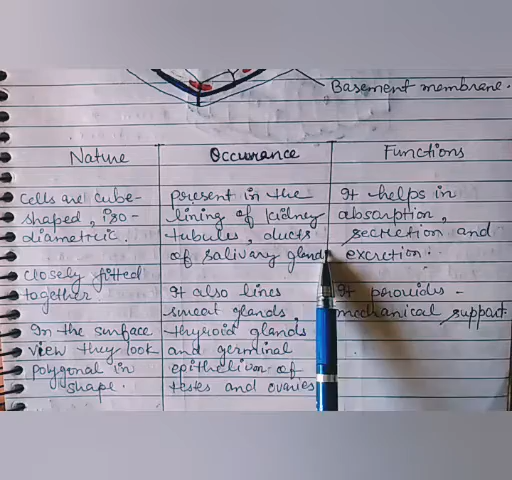 Basement membrane.
Nature
Cells are cube-
shaped, iso-
diametric.
closely fitted
together.
In the surface
view they look
polygonal in
shape.
Occurance
Present in the
lining of kidney
tubules, ducts
of salivary gland
It also lines
sweat glands
thyroid glands
and germinal
epithelium of
testes and ovaries
Functions
It helps in
absorption,
secretion and
excretion.
It provids-
mechanical support.